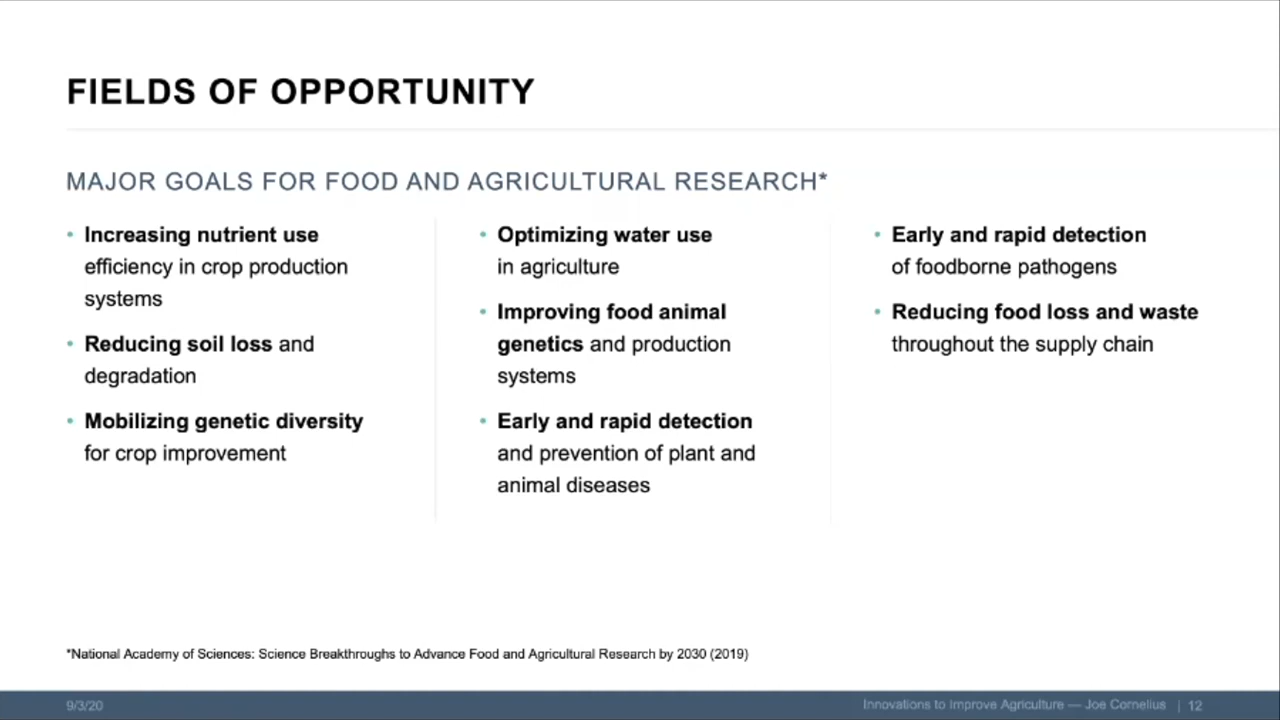 FIELDS OF OPPORTUNITY
MAJOR GOALS FOR FOOD AND AGRICULTURAL RESEARCH*
• Increasing nutrient use
efficiency in crop production
systems
• Reducing soil loss and
degradation
• Mobilizing genetic diversity
for crop improvement
• Optimizing water use
in agriculture
• Improving food animal
genetics and production
systems
• Early and rapid detection
and prevention of plant and
animal diseases
• Early and rapid detection
of foodborne pathogens
• Reducing food loss and waste
throughout the supply chain
*National Academy of Sciences: Science Breakthroughs to Advance Food and Agricultural Research by 2030 (2019)
9/3/20
Innovations to Improve Agriculture — Joe Cornelius | 12